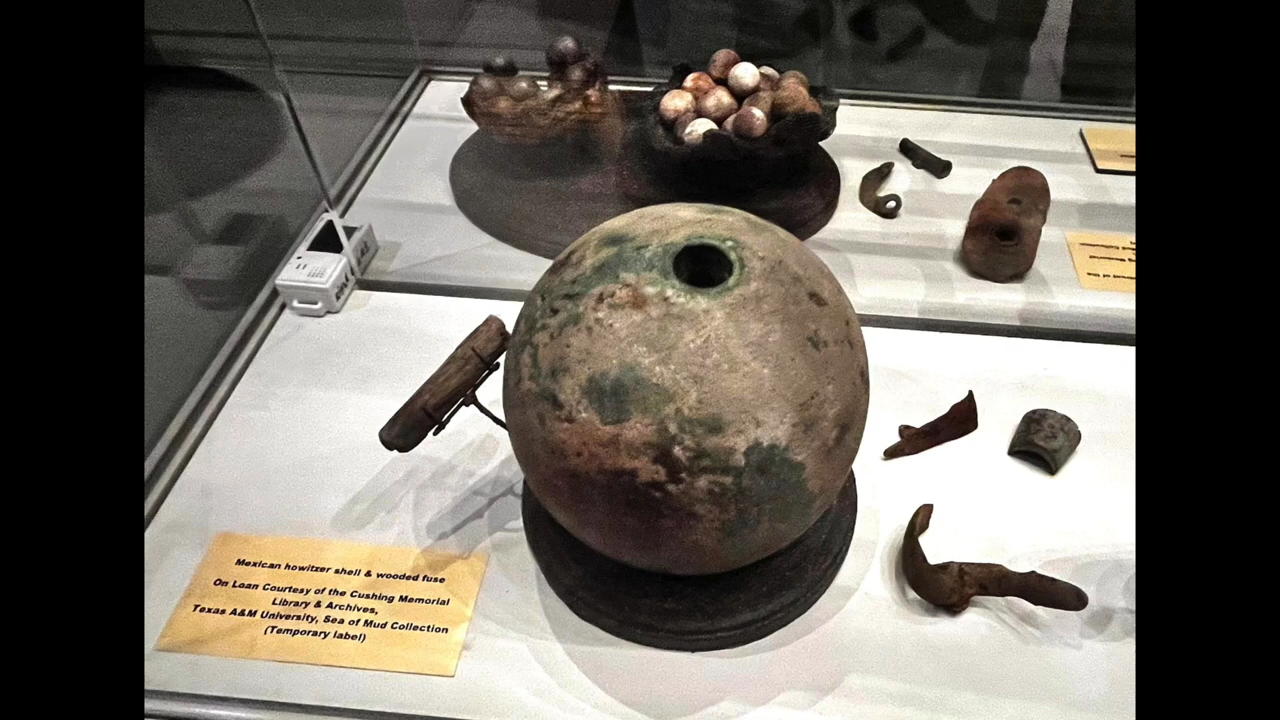 Mexican howitzer shell & wooded fuse
On Loan Courtesy of the Cushing Memorial
Library & Archives,
Texas A&M University, Sea of Mud Collection
(Temporary label)